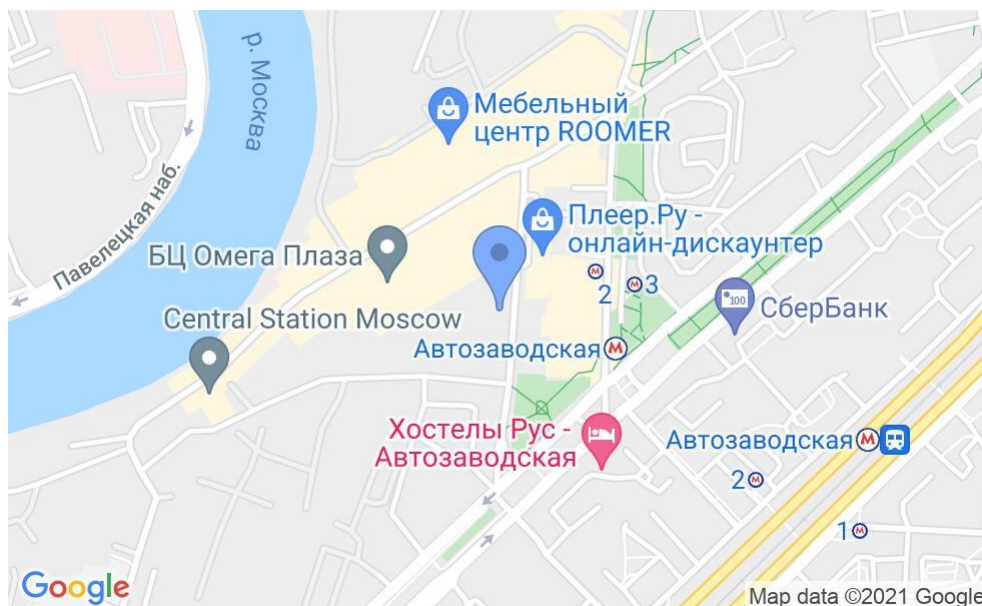 р. Москва
Мебельный
центр ROOMER
Павелецкая наб.
Плеер.Ру -
онлайн-дискаунтер
БЦ Омега Плаза
2
3
100
СберБанк
Central Station Moscow
Автозаводская
М
Хостелы Рус -
Автозаводская
Автозаводская
М
2
1
Google
Map data ©2021 Google